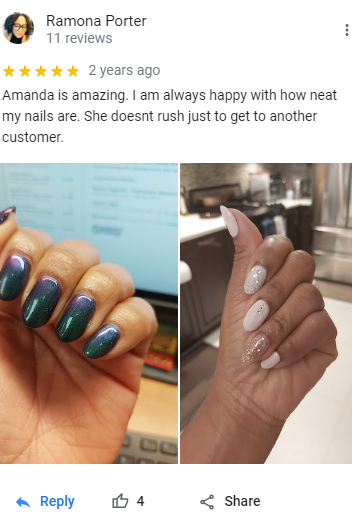 Ramona Porter
11 reviews
2 years ago
Amanda is amazing. I am always happy with how neat
my nails are. She doesnt rush just to get to another
customer.
Reply
4
Share